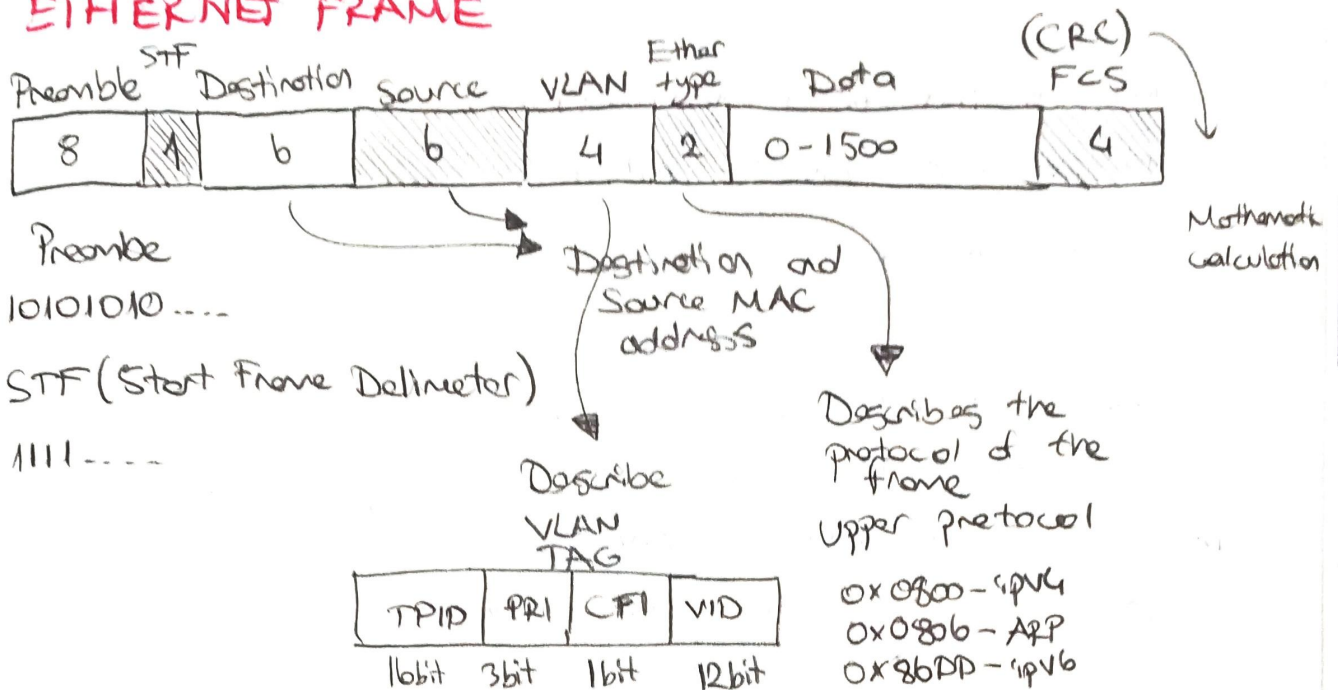 ETHERNET FRAME
Preamble STF Destination Source VLAN Ether type Data (CRC) FCS
8 1 6 6 4 2 0-1500 4
Mathematic
calculation
Preambe
10101010....
STF (Start Frame Delimeter)
1111.....
Destination and
Source MAC
address
Describe
VLAN
TAG
TPID PRI CFI VID
16bit 3bit 1bit 12bit
Describes the
protocol of the
frame
Upper protocol
0x0800-ipv4
0x0806-ARP
0x86DD-ipv6